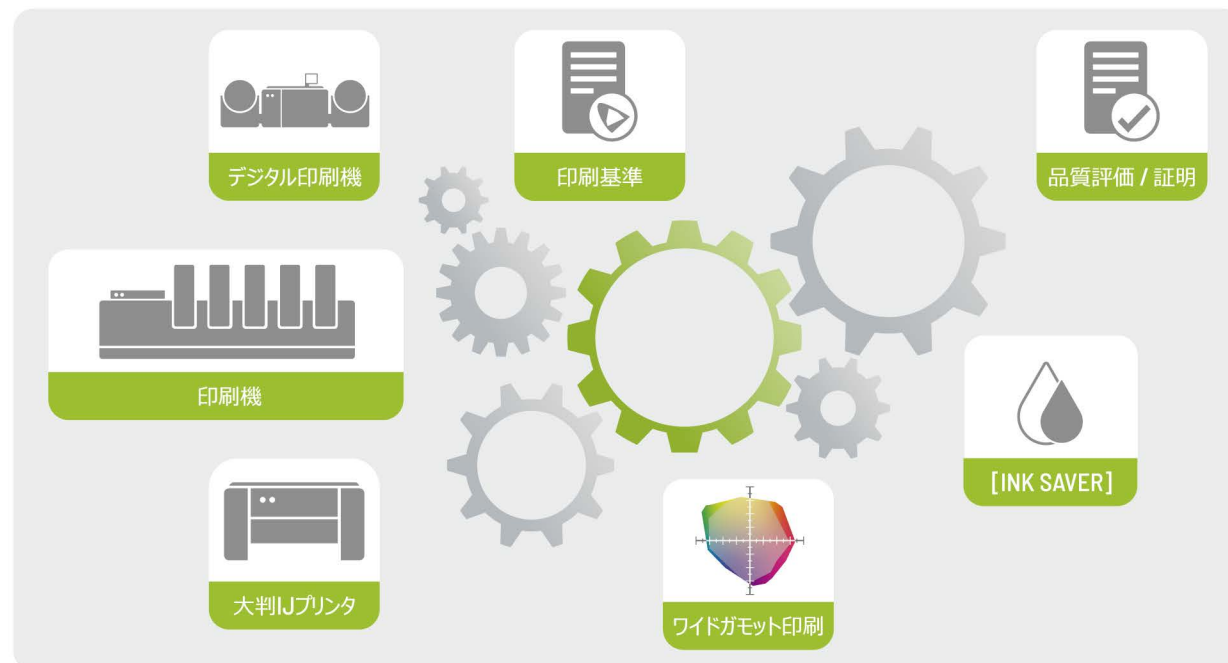 デジタル印刷機
印刷基準
品質評価 / 証明
印刷機
[INK SAVER]
大判IJプリンタ
ワイドガモット印刷